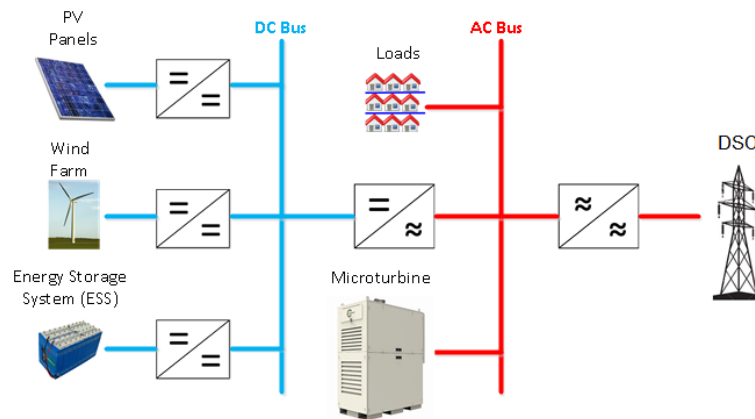 PV
Panels
DC Bus
AC Bus
Loads
Wind
Farm
DSO
Energy Storage
System (ESS)
Microturbine